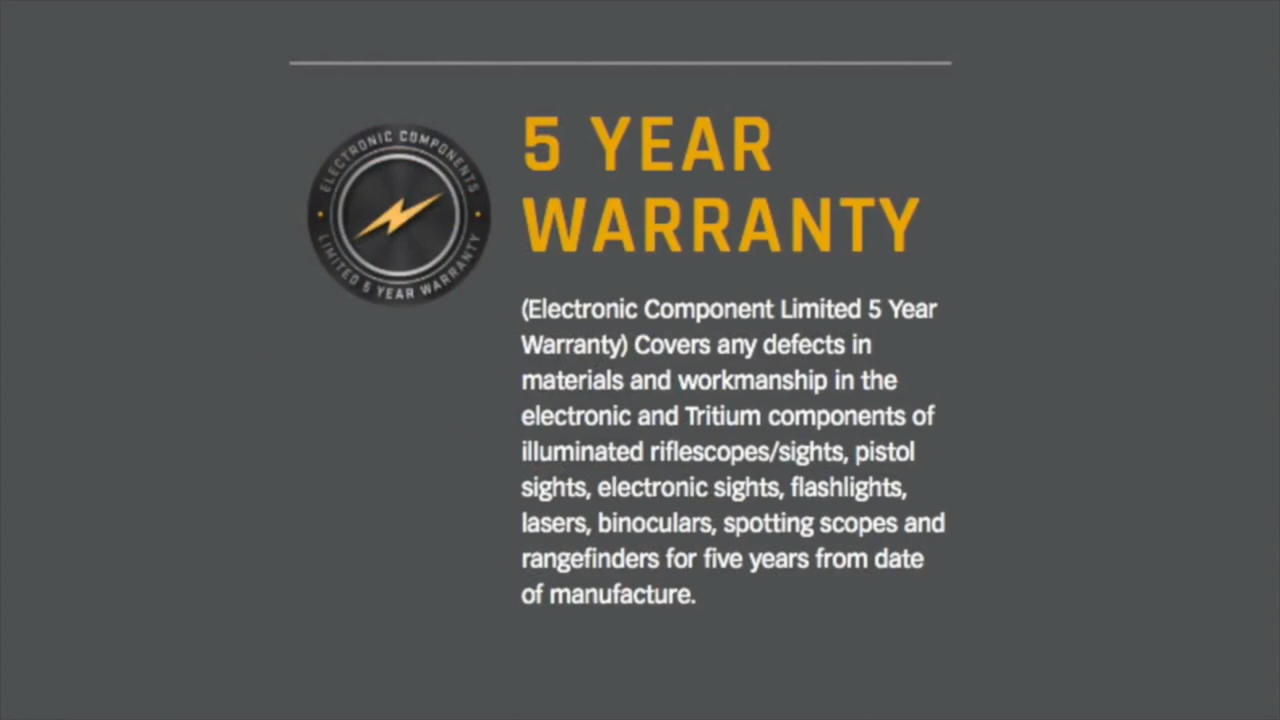 ELECTRONIC COMPONENTS
LIMITED 5 YEAR WARRANTY
5 YEAR
WARRANTY
(Electronic Component Limited 5 Year
Warranty) Covers any defects in
materials and workmanship in the
electronic and Tritium components of
illuminated riflescopes/sights, pistol
sights, electronic sights, flashlights,
lasers, binoculars, spotting scopes and
rangefinders for five years from date
of manufacture.